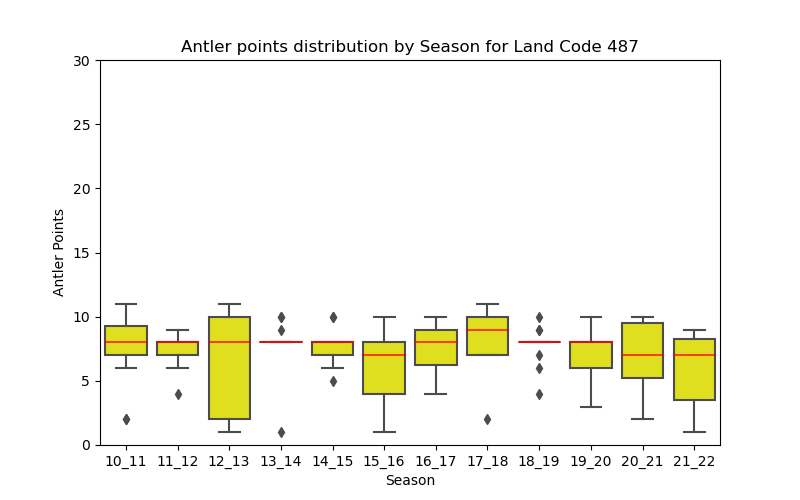 Antler points distribution by Season for Land Code 487
30
25
20
15
10
5
0
Antler Points
10_11 11_12 12_13 13_14 14_15 15_16 16_17 17_18 18_19 19_20 20_21 21_22
Season